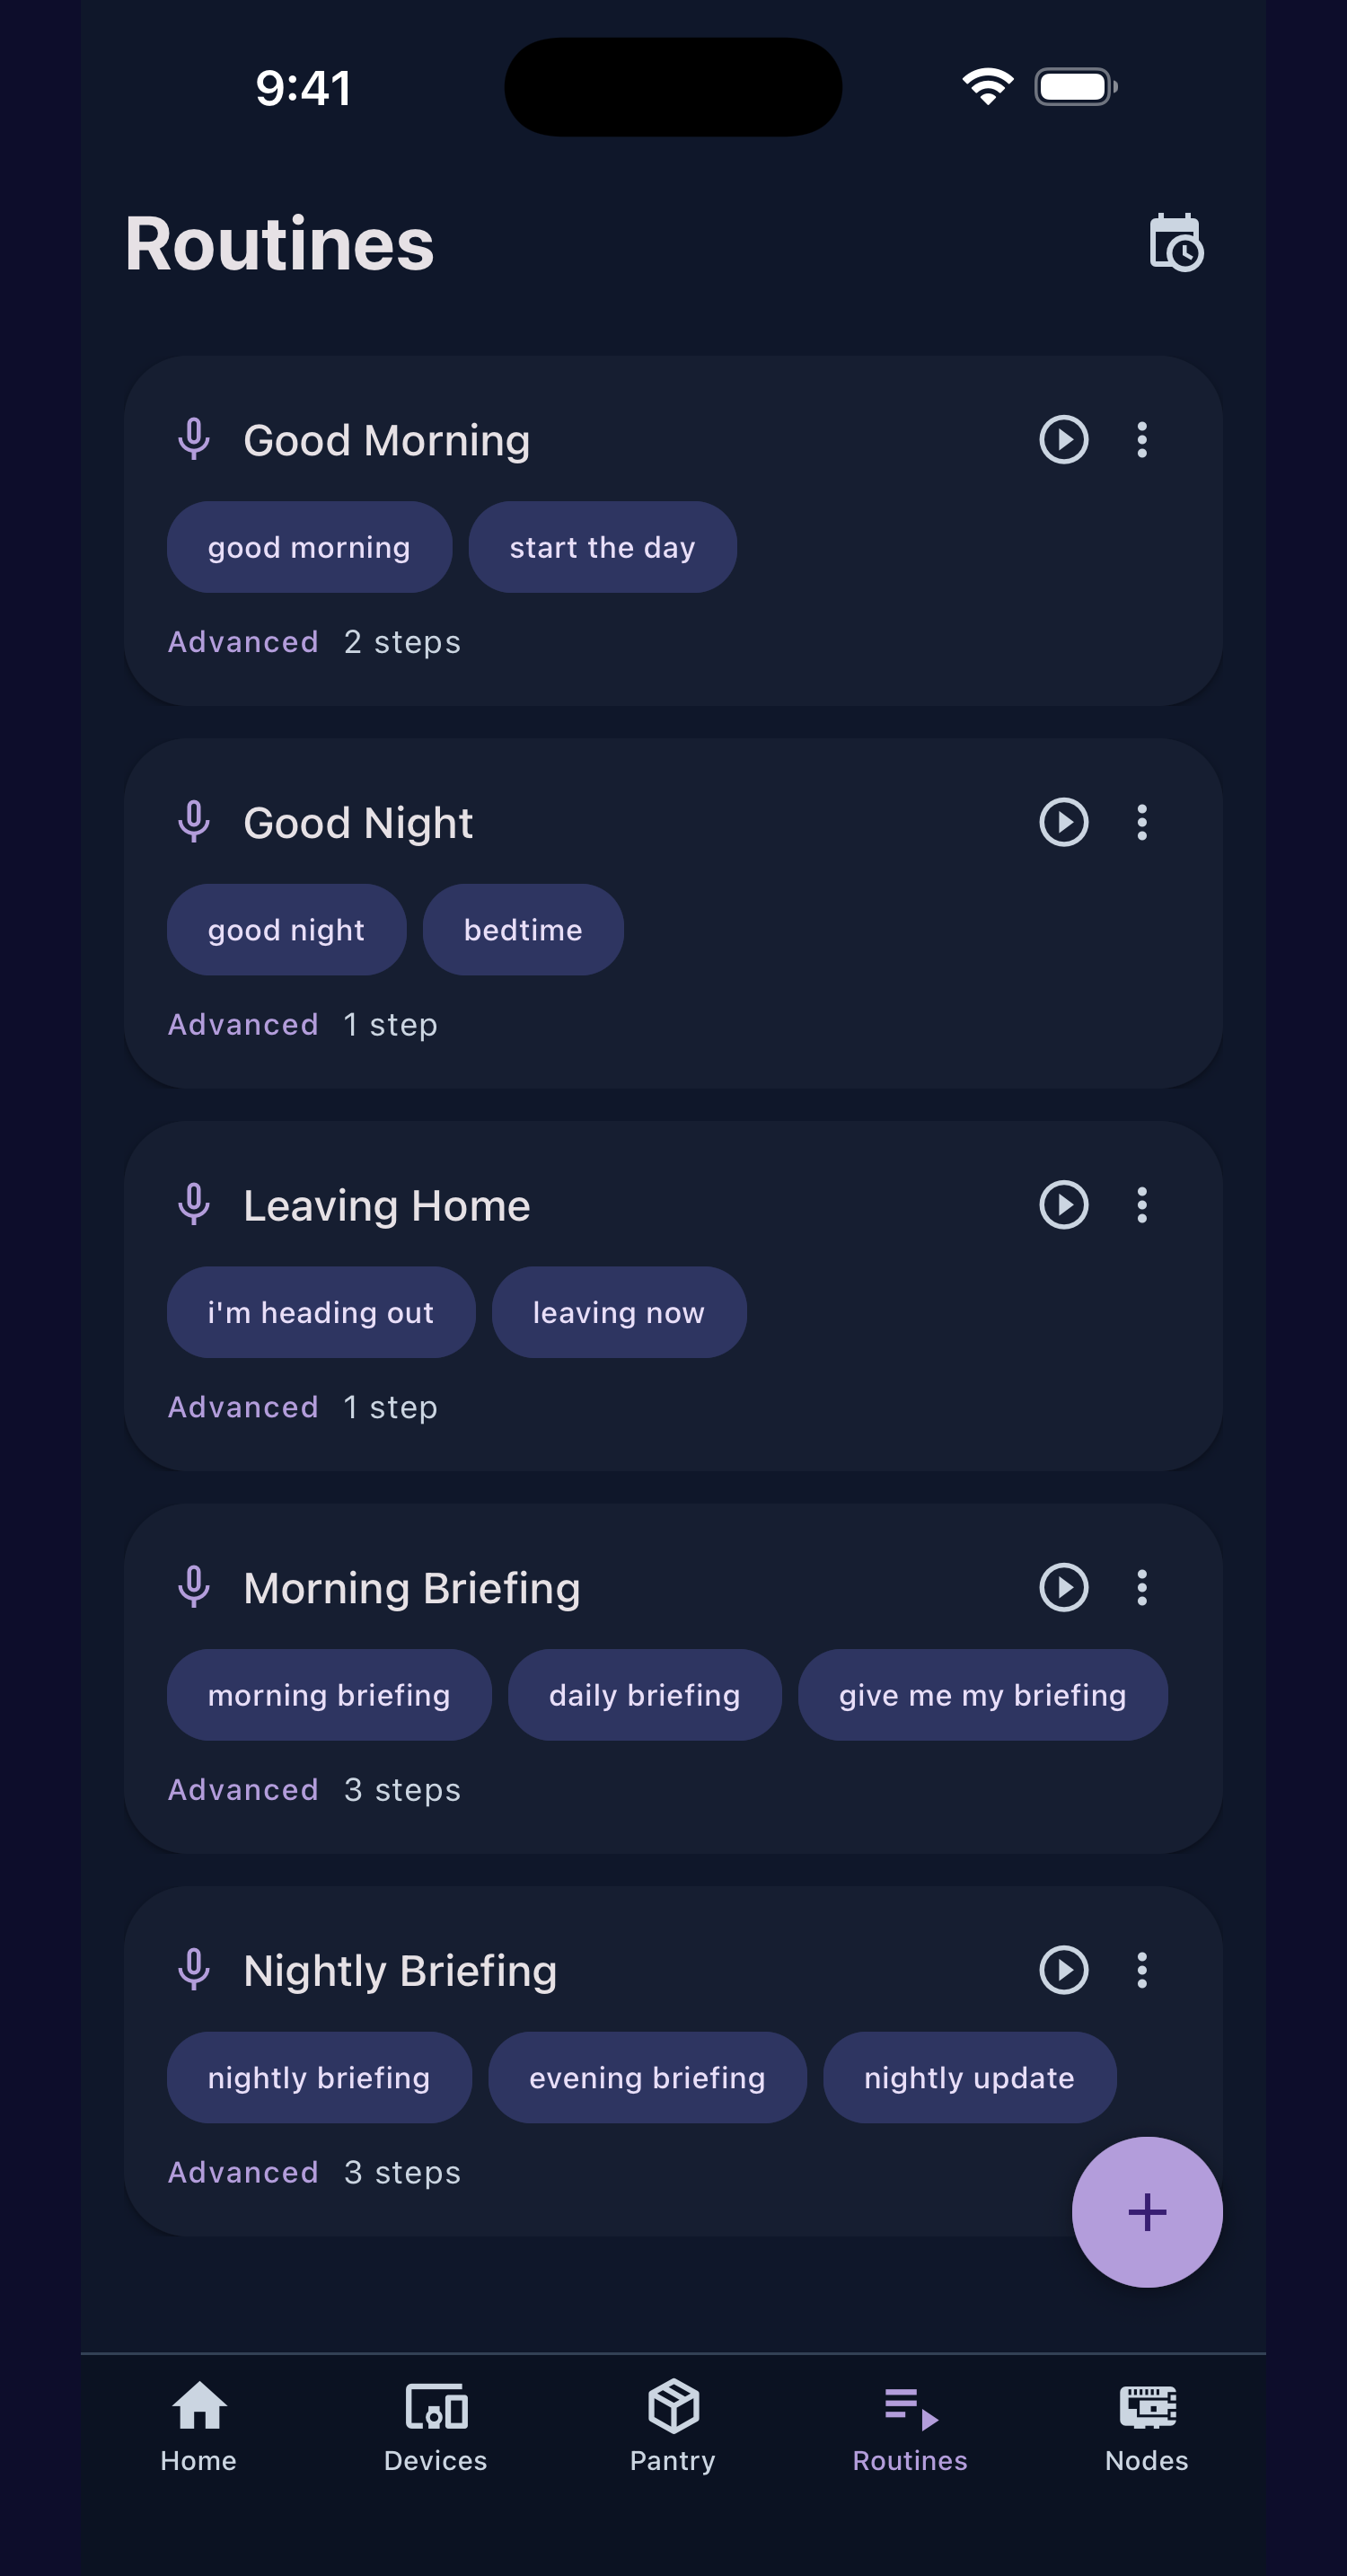 9:41
Routines
Good Morning
good morning start the day
Advanced 2 steps
Good Night
good night bedtime
Advanced 1 step
Leaving Home
i'm heading out leaving now
Advanced 1 step
Morning Briefing
morning briefing daily briefing give me my briefing
Advanced 3 steps
Nightly Briefing
nightly briefing evening briefing nightly update
Advanced 3 steps
Home Devices Pantry Routines Nodes